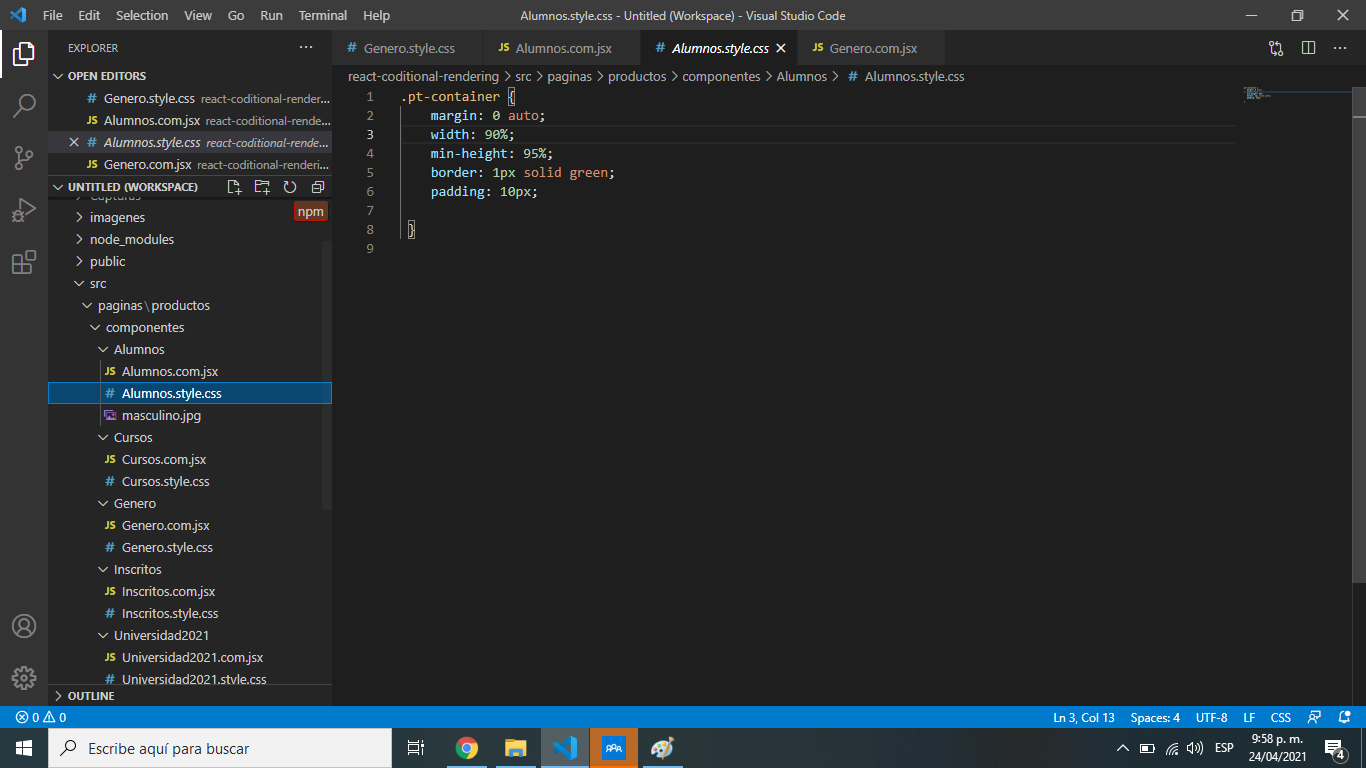 File Edit Selection View Go Run Terminal Help Alumnos.style.css - Untitled (Workspace) - Visual Studio Code
EXPLORER
OPEN EDITORS
# Genero.style.css react-coditional-render...
JS Alumnos.com.jsx react-coditional-rende...
# Alumnos.style.css react-coditional-rende...
JS Genero.com.jsx react-coditional-renderi...
UNTITLED (WORKSPACE)
Capturas
npm
imagenes
node_modules
public
src
paginas\productos
componentes
Alumnos
JS Alumnos.com.jsx
# Alumnos.style.css
masculino.jpg
Cursos
JS Cursos.com.jsx
# Cursos.style.css
Genero
JS Genero.com.jsx
# Genero.style.css
Inscritos
JS Inscritos.com.jsx
# Inscritos.style.css
Universidad2021
JS Universidad2021.com.jsx
# Universidad2021.style.css
OUTLINE
# Genero.style.css JS Alumnos.com.jsx # Alumnos.style.css JS Genero.com.jsx
react-coditional-rendering > src > paginas > productos > componentes > Alumnos > # Alumnos.style.css
1 .pt-container {
2 margin: 0 auto;
3 width: 90%;
4 min-height: 95%;
5 border: 1px solid green;
6 padding: 10px;
7
8 }
9
0 0 Ln 3, Col 13 Spaces: 4 UTF-8 LF CSS
Escribe aquí para buscar
ESP
9:58 p. m.
24/04/2021
4